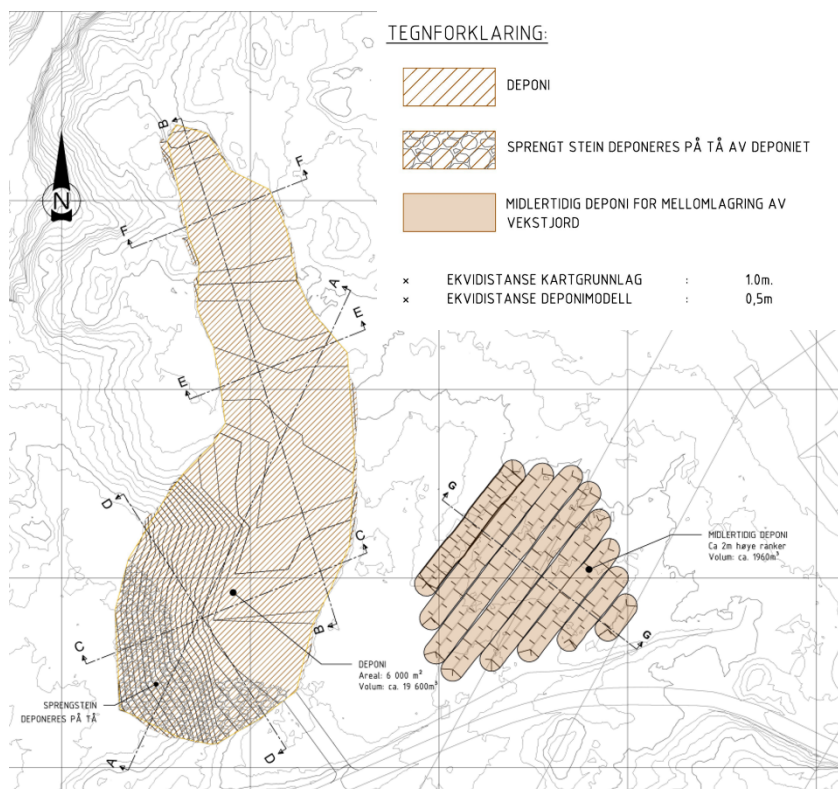 TEGNFORKLARING:
DEPONI
SPRENGT STEIN DEPONERES PÅ TÅ AV DEPONIET
MIDLERTIDIG DEPONI FOR MELLOMLAGRING AV
VEKSTJORD
× EKVIDISTANSE KARTGRUNNLAG : 1.0m.
× EKVIDISTANSE DEPONIMODELL : 0,5m
N
B
F
F
A
E
E
D
C
G
MIDLERTIDIG DEPONI
Ca 2m høye ranker
Volum: ca. 1960m³
C
B
G
DEPONI
Areal: 6 000 m²
Volum: ca. 19 600m³
SPRENGSTEIN
DEPONERES PÅ TÅ
A
D